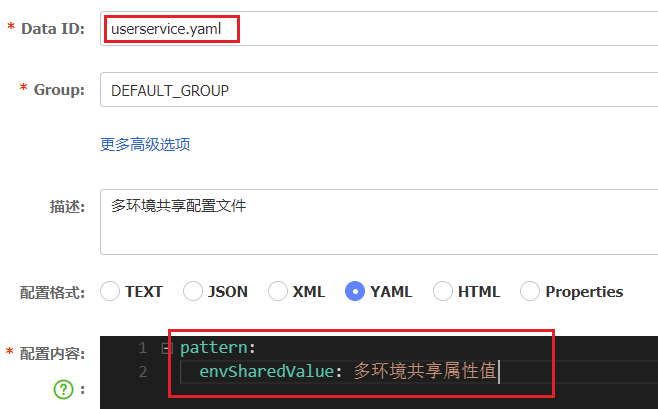 * Data ID: userservice.yaml
* Group: DEFAULT_GROUP
更多高级选项
描述: 多环境共享配置文件
配置格式: TEXT JSON XML YAML HTML Properties
* 配置内容: 1 pattern:
? : 2 envSharedValue: 多环境共享属性值